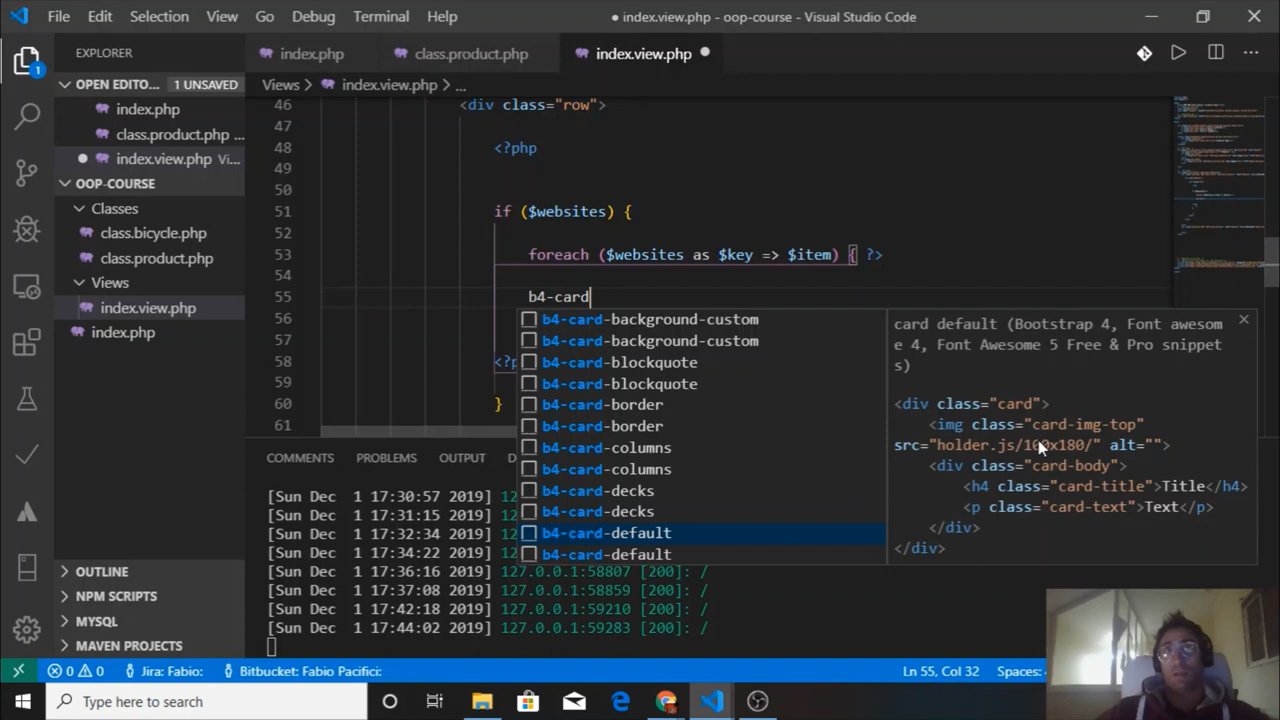 File Edit Selection View Go Debug Terminal Help
● index.view.php - oop-course - Visual Studio Code
EXPLORER
index.php
class.product.php
index.view.php
OPEN EDITO... 1 UNSAVED
index.php
class.product.php ...
index.view.php Vi...
OOP-COURSE
Classes
class.bicycle.php
class.product.php
Views
index.view.php
index.php
OUTLINE
NPM SCRIPTS
MYSQL
MAVEN PROJECTS
1
Views > index.view.php > ...
46 <div class="row">
47
48 <?php
49
50
51 if ($websites) {
52
53 foreach ($websites as $key => $item) { ?>
54
55 b4-card
56
57
58 <?p
59
60 }
61
b4-card-background-custom
b4-card-background-custom
b4-card-blockquote
b4-card-blockquote
b4-card-border
b4-card-border
b4-card-columns
b4-card-columns
b4-card-decks
b4-card-decks
b4-card-default
b4-card-default
card default (Bootstrap 4, Font awesom
e 4, Font Awesome 5 Free & Pro snippet
s)
<div class="card">
<img class="card-img-top"
src="holder.js/100x180/" alt="">
<div class="card-body">
<h4 class="card-title">Title</h4>
<p class="card-text">Text</p>
</div>
</div>
COMMENTS PROBLEMS OUTPUT D
[Sun Dec 1 17:30:57 2019] 12
[Sun Dec 1 17:31:15 2019] 12
[Sun Dec 1 17:32:34 2019] 12
[Sun Dec 1 17:34:22 2019] 12
[Sun Dec 1 17:36:16 2019] 127.0.0.1:58807 [200]: /
[Sun Dec 1 17:37:08 2019] 127.0.0.1:58859 [200]: /
[Sun Dec 1 17:42:18 2019] 127.0.0.1:59210 [200]: /
[Sun Dec 1 17:44:02 2019] 127.0.0.1:59283 [200]: /
0 0 Jira: Fabio: Bitbucket: Fabio Pacifici: Ln 55, Col 32 Spaces:
Type here to search